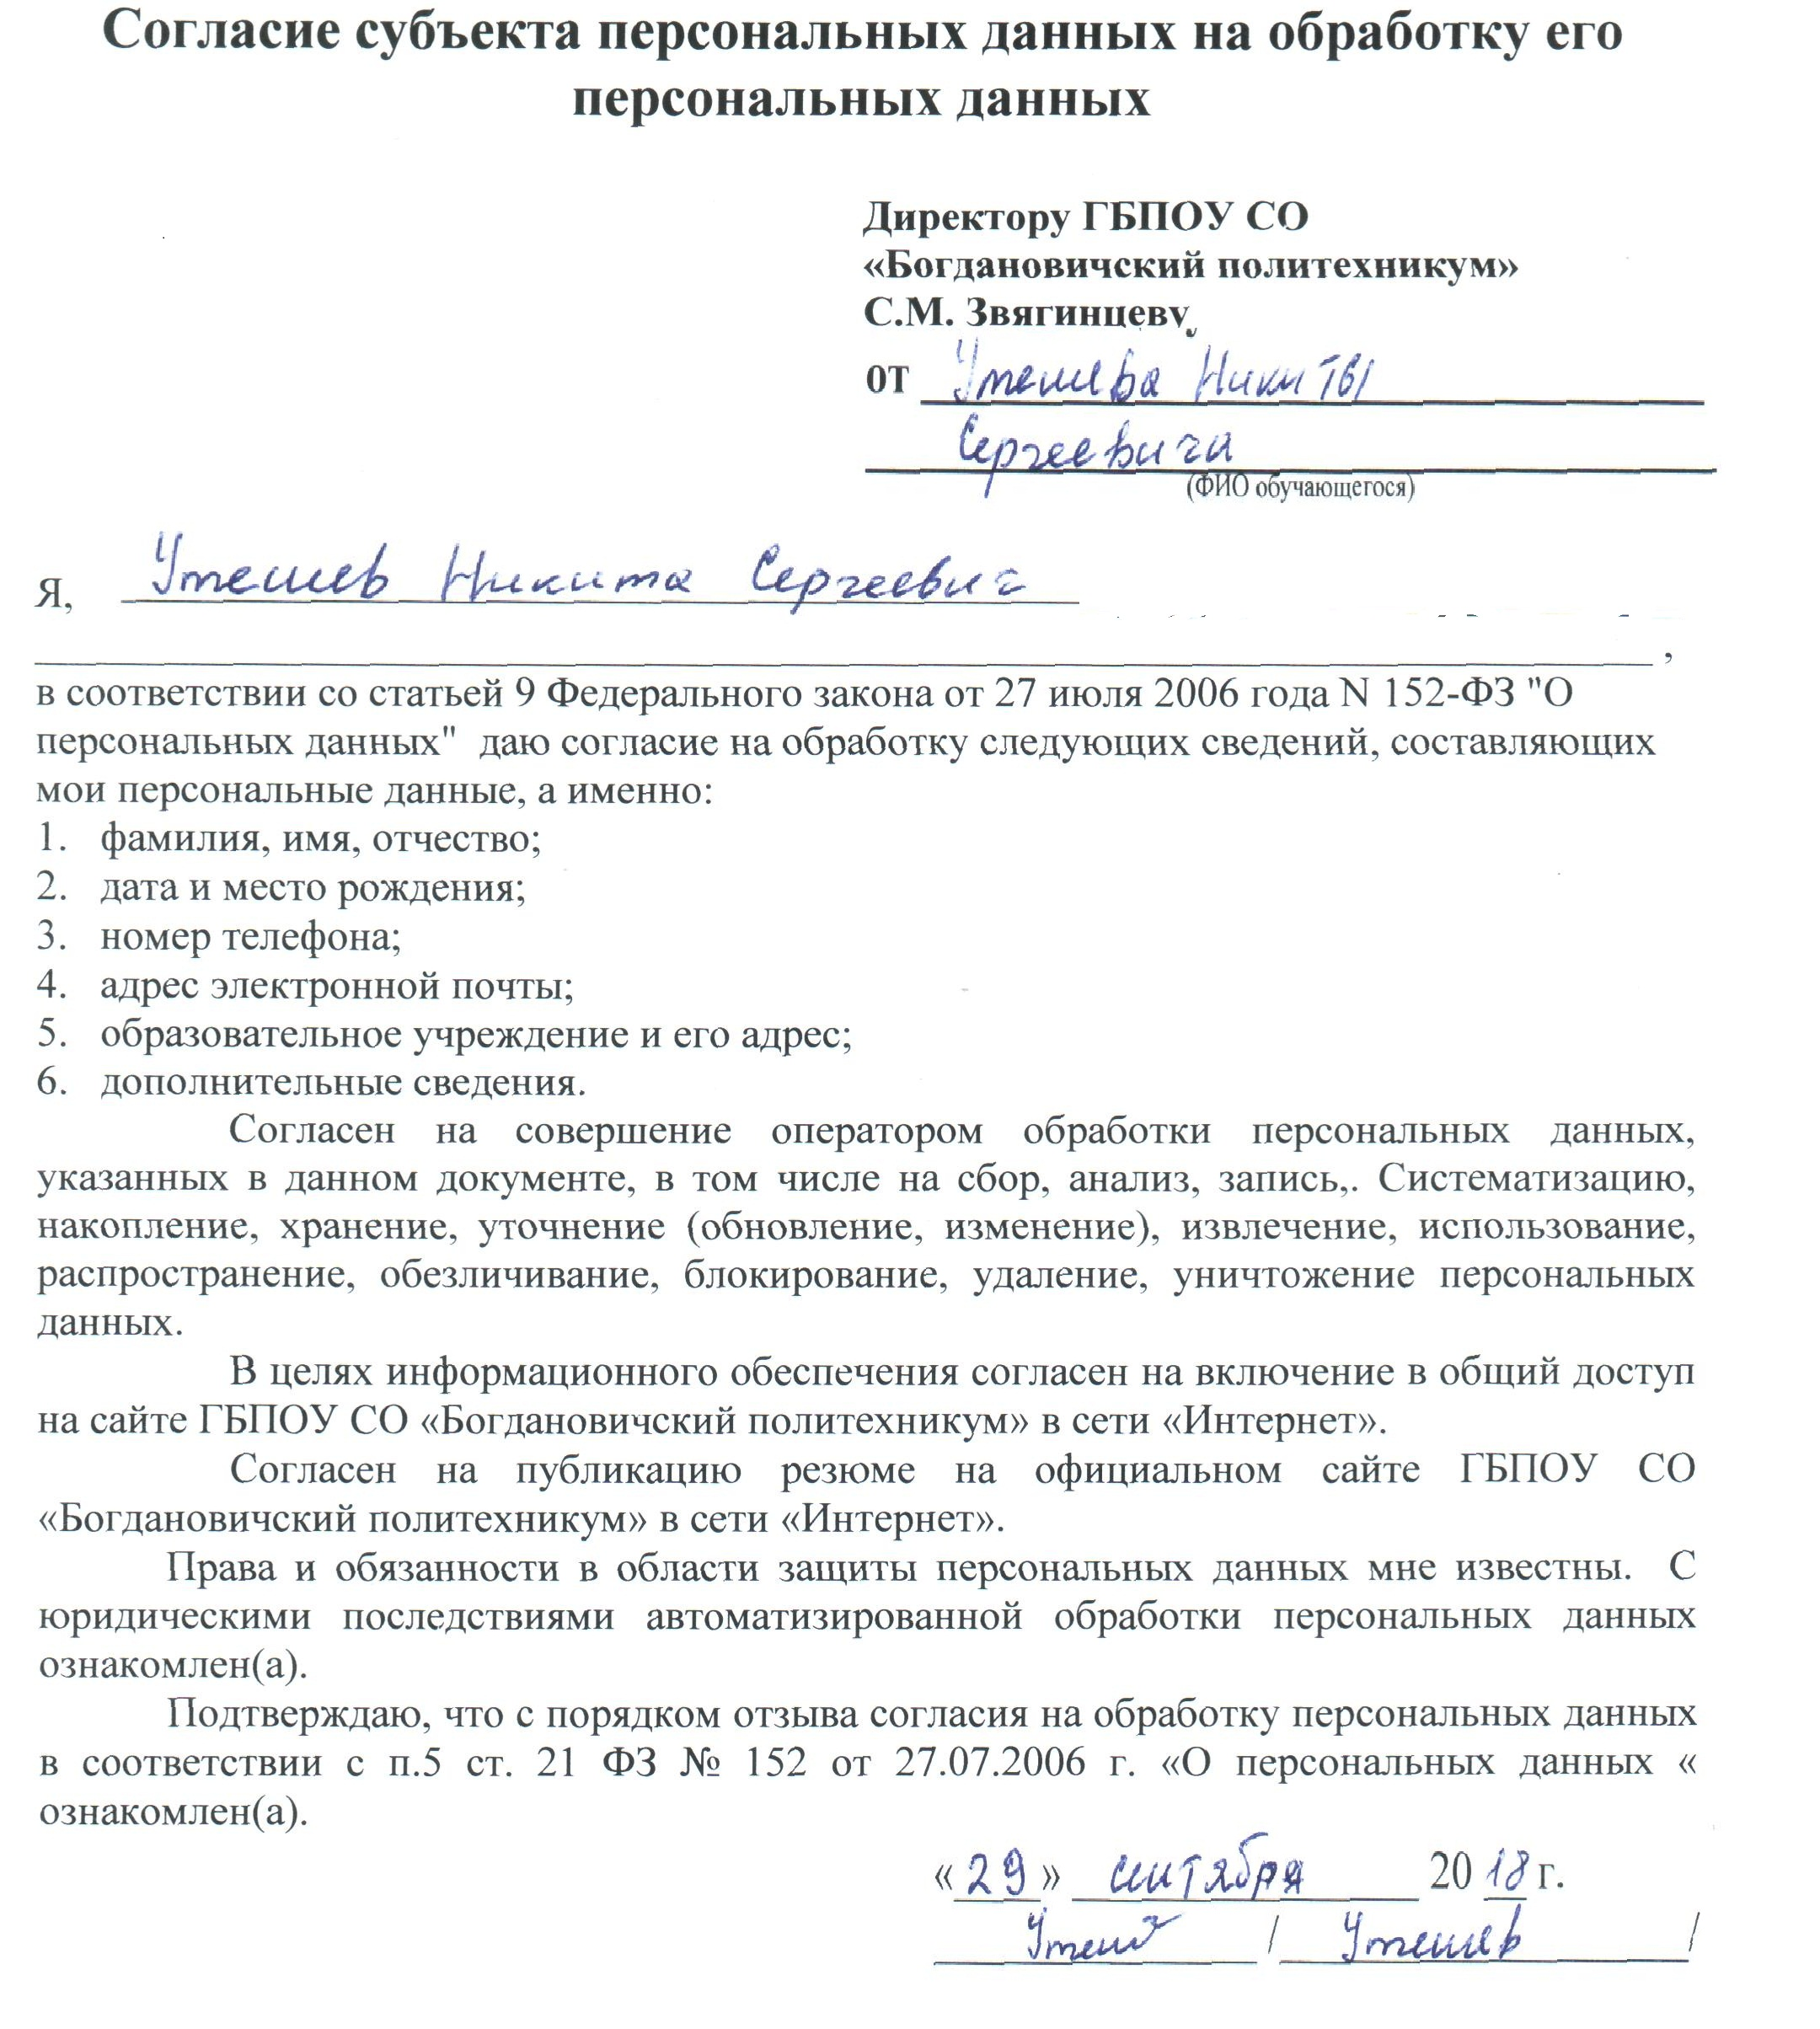 Согласие субъекта персональных данных на обработку его
персональных данных
Директору ГБПОУ СО
«Богдановичский политехникум»
С.М. Звягинцеву
от Утешева Никиты
Сергеевича
(ФИО обучающегося)
Я, Утешев Никита Сергеевич
,
в соответствии со статьей 9 Федерального закона от 27 июля 2006 года N 152-ФЗ "О
персональных данных" даю согласие на обработку следующих сведений, составляющих
мои персональные данные, а именно:
1. фамилия, имя, отчество;
2. дата и место рождения;
3. номер телефона;
4. адрес электронной почты;
5. образовательное учреждение и его адрес;
6. дополнительные сведения.
Согласен на совершение оператором обработки персональных данных,
указанных в данном документе, в том числе на сбор, анализ, запись,. Систематизацию,
накопление, хранение, уточнение (обновление, изменение), извлечение, использование,
распространение, обезличивание, блокирование, удаление, уничтожение персональных
данных.
В целях информационного обеспечения согласен на включение в общий доступ
на сайте ГБПОУ СО «Богдановичский политехникум» в сети «Интернет».
Согласен на публикацию резюме на официальном сайте ГБПОУ СО
«Богдановичский политехникум» в сети «Интернет».
Права и обязанности в области защиты персональных данных мне известны. С
юридическими последствиями автоматизированной обработки персональных данных
ознакомлен(а).
Подтверждаю, что с порядком отзыва согласия на обработку персональных данных
в соответствии с п.5 ст. 21 ФЗ № 152 от 27.07.2006 г. «О персональных данных «
ознакомлен(а).
«29» сентября 2018 г.
/ Утешев /